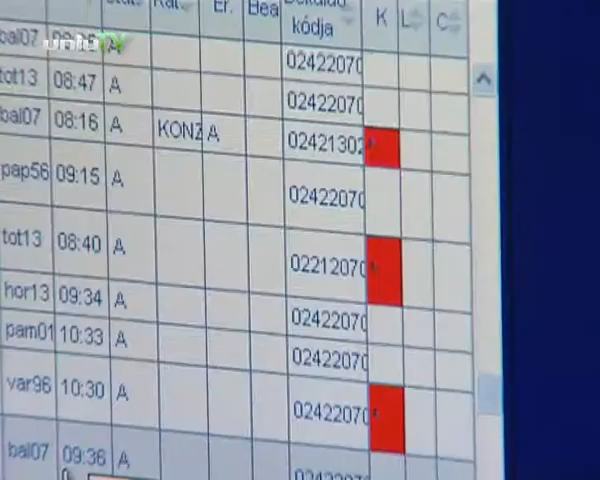 Er. Bea K L C
kódja
bal07 A 02422070
tot13 08:47 A 02422070
bal07 08:16 A KONZ A 02421302
pap56 09:15 A 02422070
tot13 08:40 A 02212070
hor13 09:34 A 02422070
pam01 10:33 A 02422070
var96 10:30 A 02422070
bal07 09:36 A